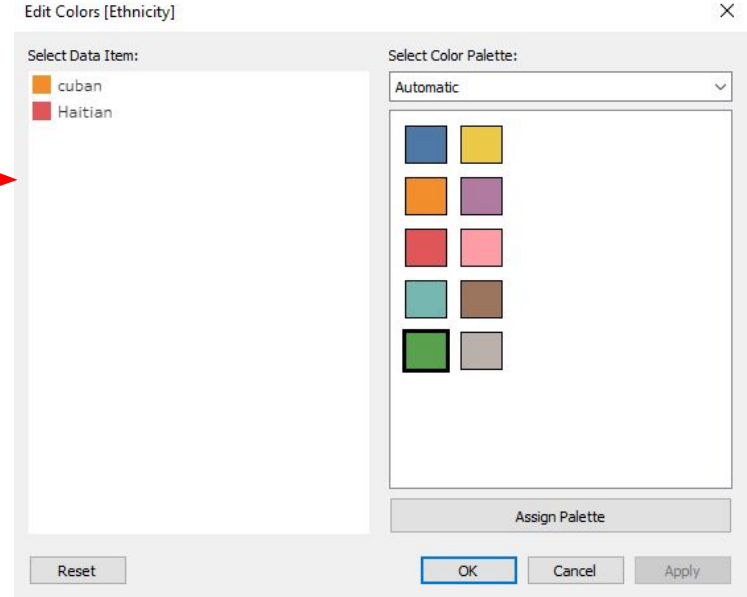 Edit Colors [Ethnicity]
Select Data Item:
cuban
Haitian
Select Color Palette:
Automatic
Assign Palette
Reset
OK
Cancel
Apply